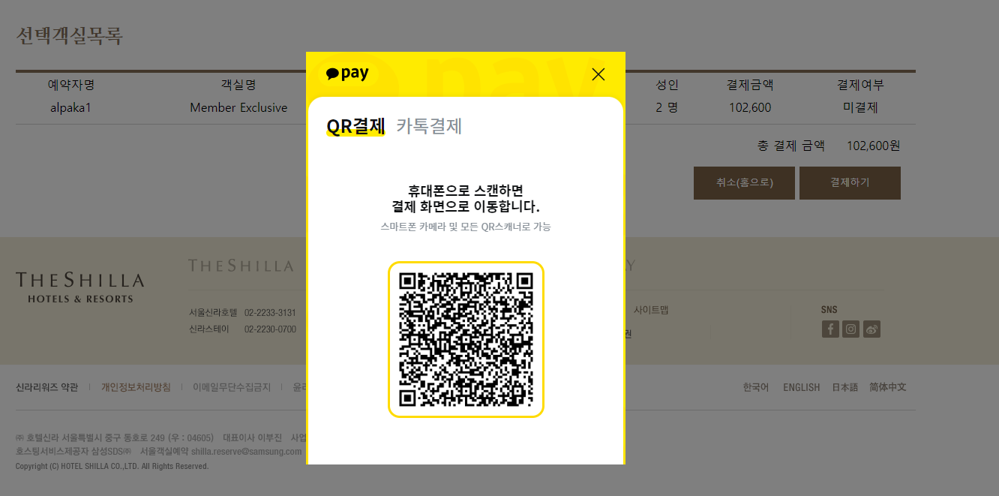 선택객실목록
예약자명 객실명 성인 결제금액 결제여부
alpaka1 Member Exclusive 2 명 102,600 미결제
총 결제 금액 102,600원
취소(홈으로) 결제하기
pay
QR결제 카톡결제
휴대폰으로 스캔하면
결제 화면으로 이동합니다.
스마트폰 카메라 및 모든 QR스캐너로 가능
THE SHILLA
HOTELS & RESORTS
THE SHILLA
서울신라호텔 02-2233-3131
신라스테이 02-2230-0700
사이트맵
SNS
신라리워즈 약관 개인정보처리방침 이메일무단수집금지
한국어 ENGLISH 日本語 简体中文
㈜ 호텔신라 서울특별시 중구 동호로 249 (우 : 04605) 대표이사 이부진 사업
호스팅서비스제공자 삼성SDS㈜ 서울객실예약 shilla.reserve@samsung.com
Copyright (C) HOTEL SHILLA CO.,LTD. All Rights Reserved.